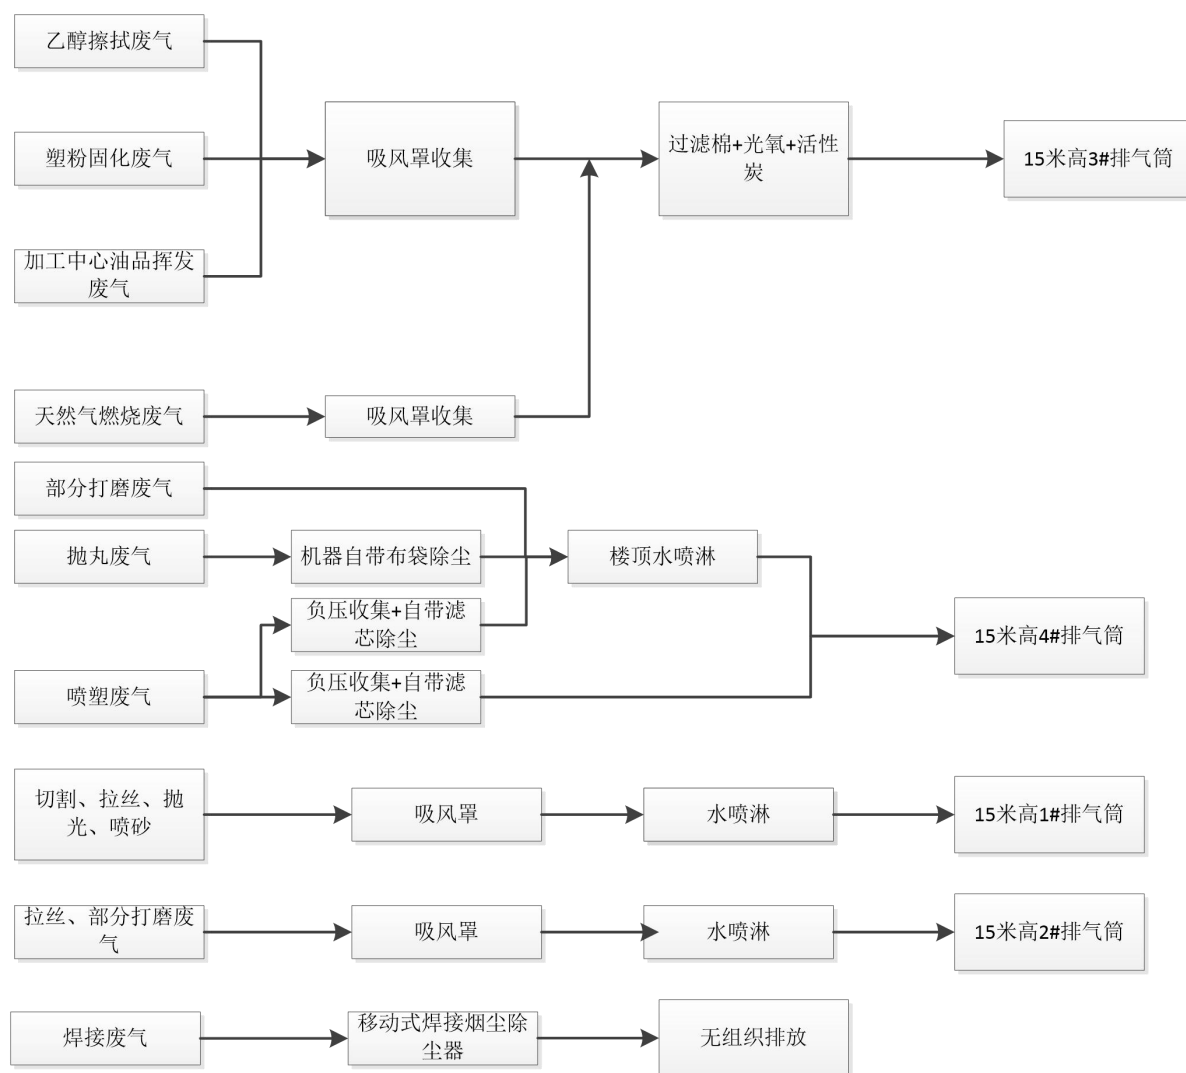 乙醇擦拭废气
塑粉固化废气
吸风罩收集
过滤棉+光氧+活性
炭
15米高3#排气筒
加工中心油品挥发
废气
天然气燃烧废气
吸风罩收集
部分打磨废气
抛丸废气
机器自带布袋除尘
楼顶水喷淋
负压收集+自带滤
芯除尘
15米高4#排气筒
喷塑废气
负压收集+自带滤
芯除尘
切割、拉丝、抛
光、喷砂
吸风罩
水喷淋
15米高1#排气筒
拉丝、部分打磨废
气
吸风罩
水喷淋
15米高2#排气筒
焊接废气
移动式焊接烟尘除
尘器
无组织排放